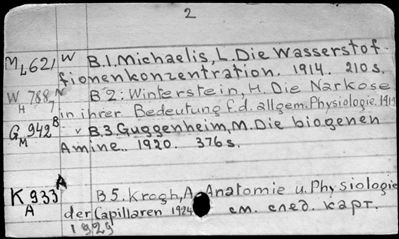 2
M L 621 W B.1. Michaelis, L. Die Wasserstof-
fionenkonzentration. 1914. 210 s.
W H 788 N B 2: Winterstein, H. Die Narkose
in ihrer Bedeutung f. d. allgem. Physiologie. 1919
G M 942 B v B.3. Guggenheim, M. Die biogenen
Amine. 1920. 376 s.
K A 933 A B 5. Krogh, A. Anatomie u. Physiologie
der Capillaren 1924 см. след. карт.
1929